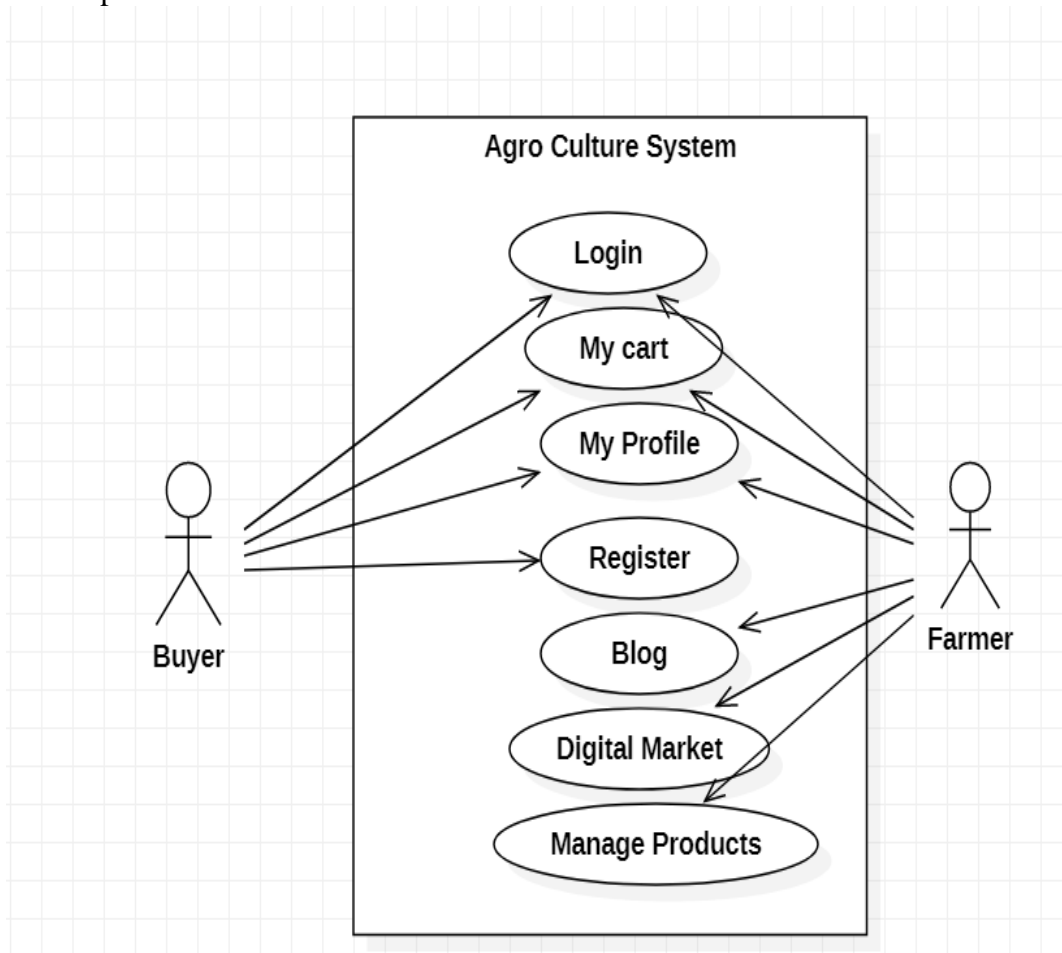 Agro Culture System
Login
My cart
My Profile
Register
Blog
Digital Market
Manage Products
Buyer
Farmer